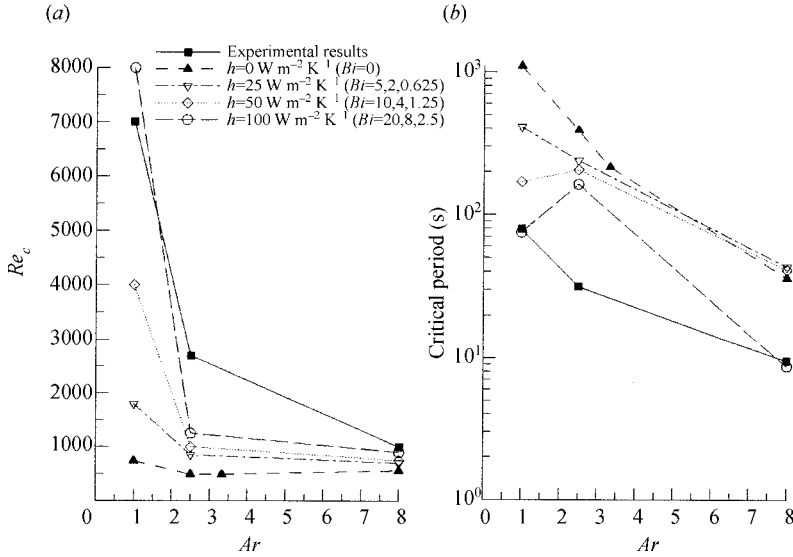 (a)
Experimental results
h=0 W m⁻² K⁻¹ (Bi=0)
h=25 W m⁻² K⁻¹ (Bi=5,2,0.625)
h=50 W m⁻² K⁻¹ (Bi=10,4,1.25)
h=100 W m⁻² K⁻¹ (Bi=20,8,2.5)
8000
7000
6000
5000
4000
3000
2000
1000
Re_c
0 1 2 3 4 5 6 7 8
Ar
(b)
10³
10²
10¹
10⁰
Critical period (s)
0 1 2 3 4 5 6 7 8
Ar